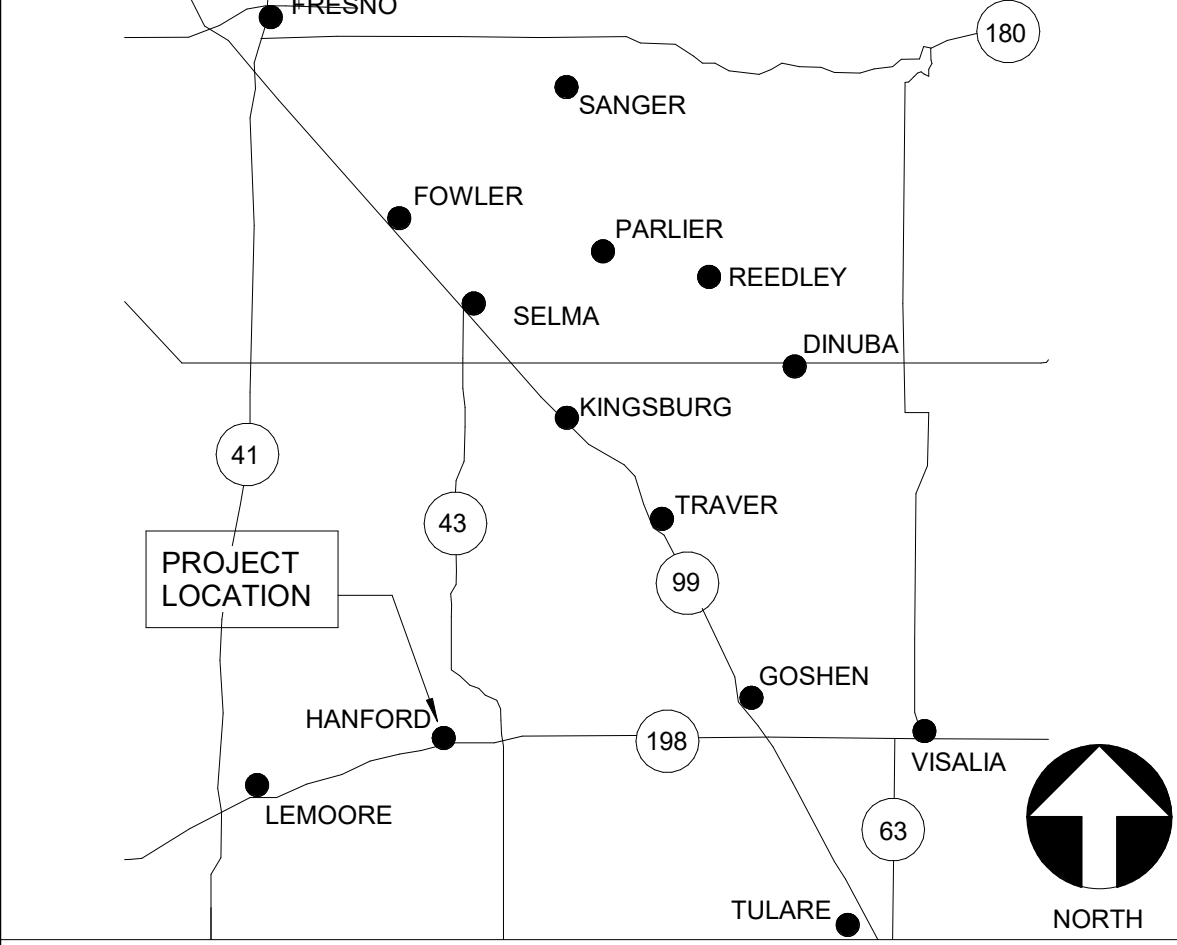 FRESNO
180
SANGER
FOWLER
PARLIER
REEDLEY
SELMA
DINUBA
KINGSBURG
41
TRAVER
43
PROJECT
LOCATION
99
GOSHEN
HANFORD
198
VISALIA
LEMOORE
63
TULARE
NORTH